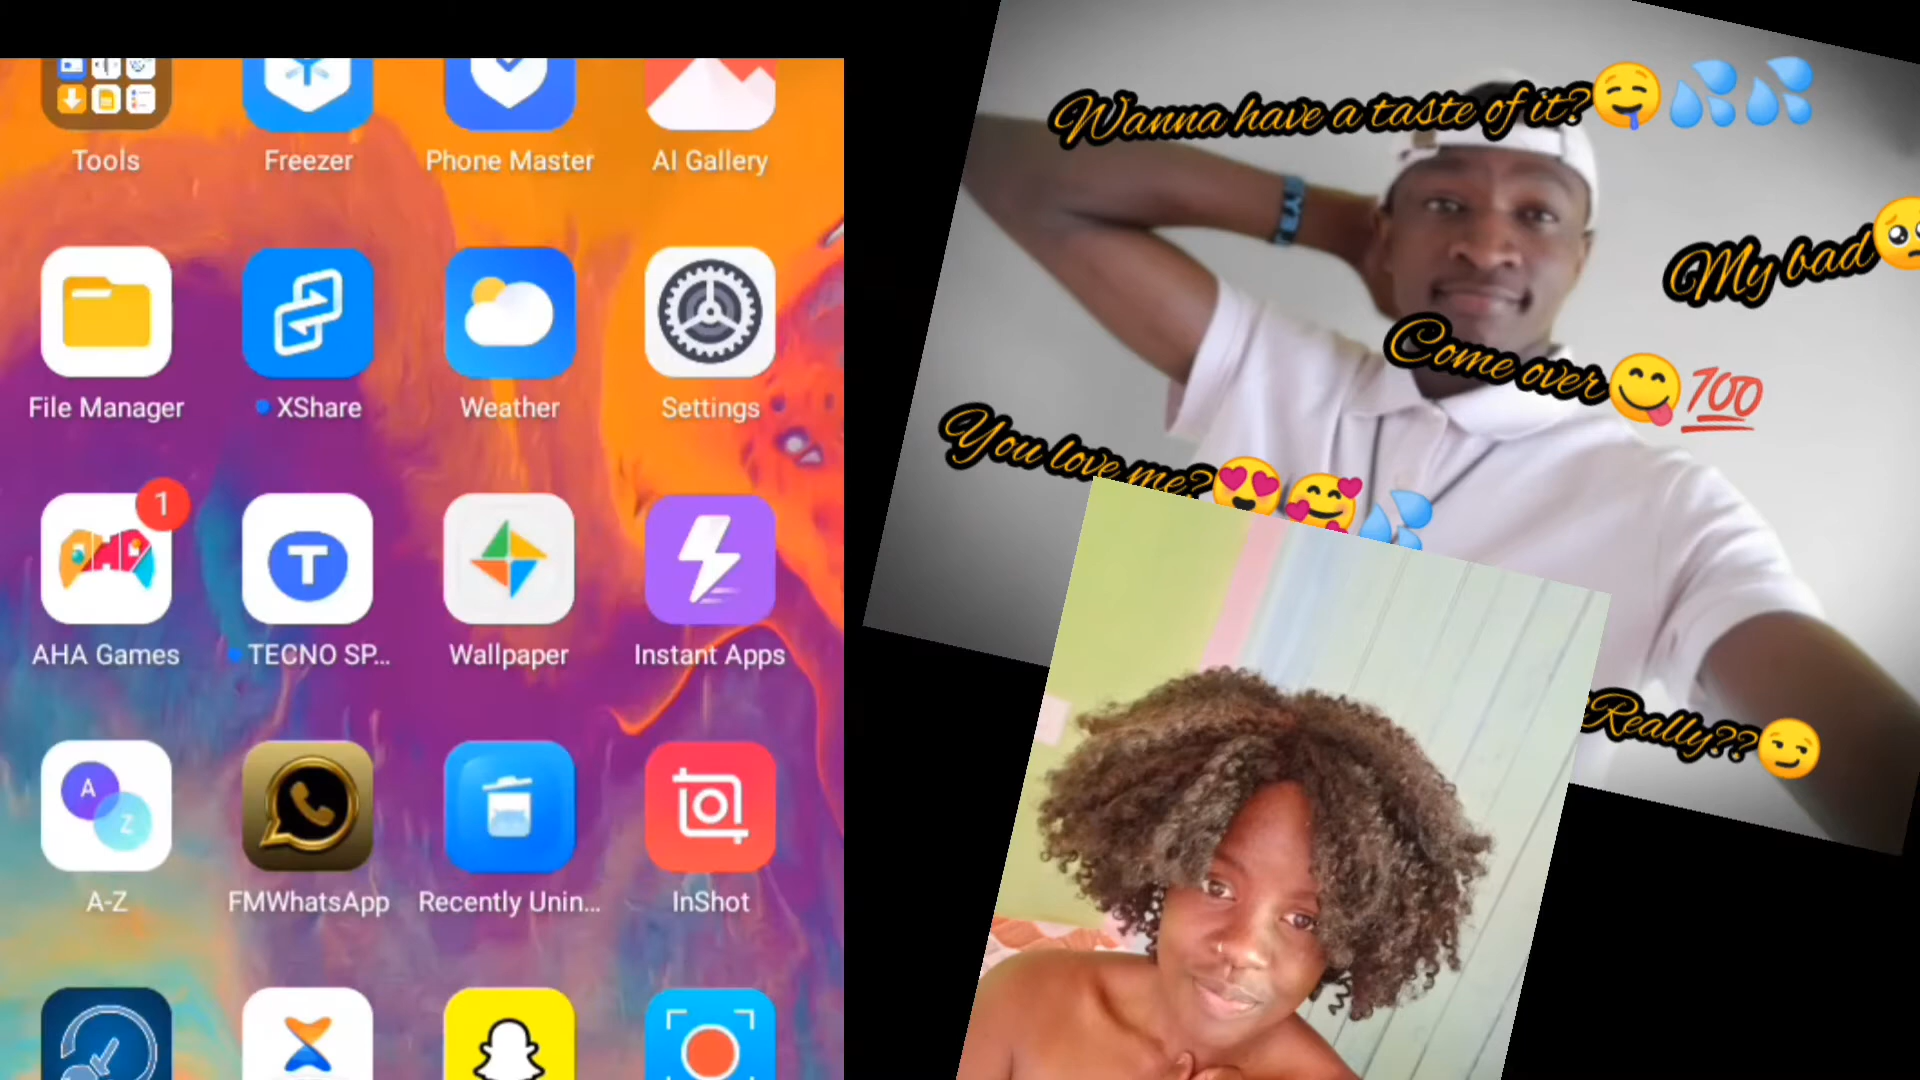 Tools
Freezer
Phone Master
AI Gallery
File Manager
XShare
Weather
Settings
1
AHA Games
T
TECNO SP...
Wallpaper
Instant Apps
A
Z
A-Z
FMWhatsApp
Recently Unin...
InShot
Wanna have a taste of it?🤤💦💦
My bad🥺
Come over😋💯
You love me?😍🥰💦
Really??😏